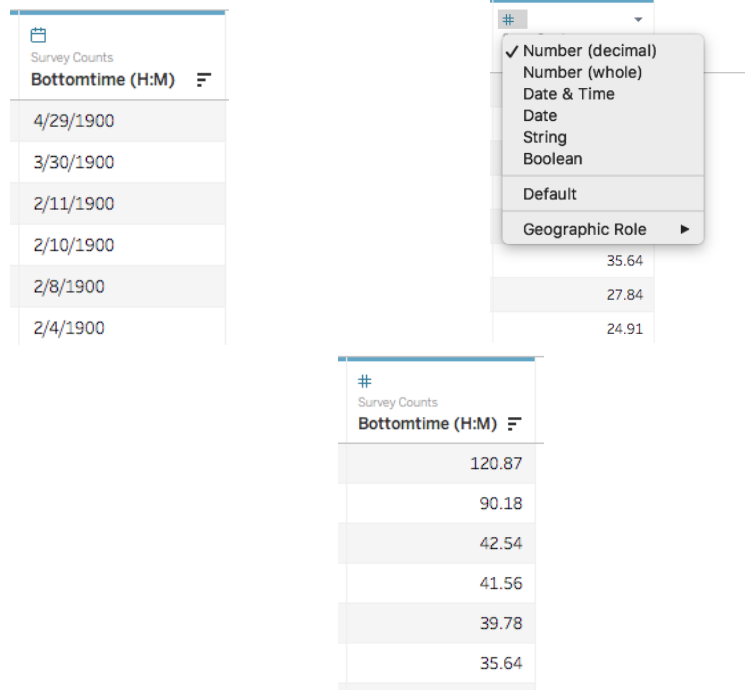 Survey Counts
Bottomtime (H:M)
4/29/1900
3/30/1900
2/11/1900
2/10/1900
2/8/1900
2/4/1900
#
✓ Number (decimal)
Number (whole)
Date & Time
Date
String
Boolean
Default
Geographic Role ▶
35.64
27.84
24.91
#
Survey Counts
Bottomtime (H:M)
120.87
90.18
42.54
41.56
39.78
35.64